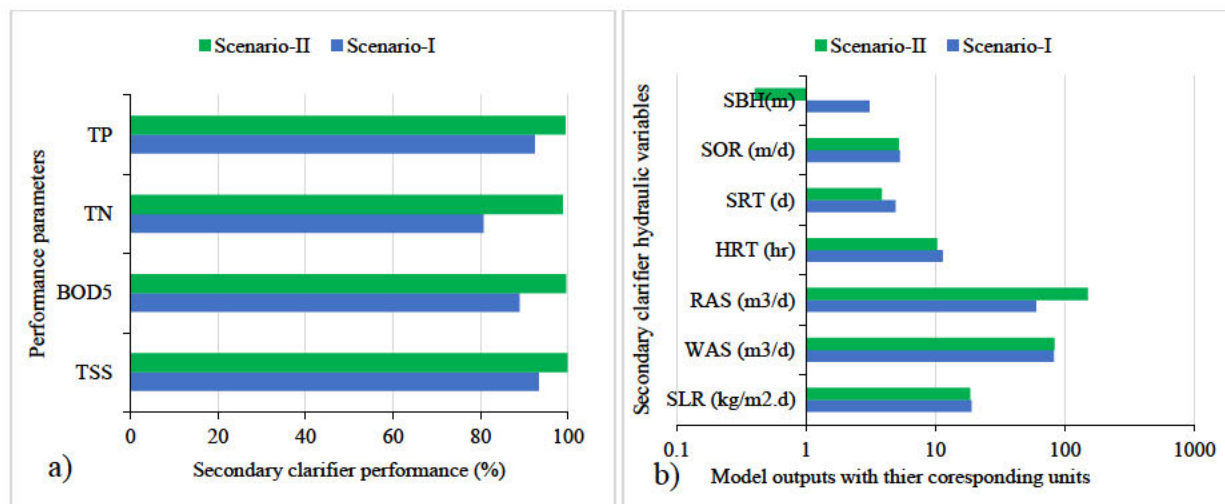 Scenario-II Scenario-I
Performance parameters
TP
TN
BOD5
TSS
0 20 40 60 80 100
a) Secondary clarifier performance (%)
Scenario-II Scenario-I
Secondary clarifier hydraulic variables
SBH(m)
SOR (m/d)
SRT (d)
HRT (hr)
RAS (m3/d)
WAS (m3/d)
SLR (kg/m2.d)
0.1 1 10 100 1000
b) Model outputs with thier coresponding units